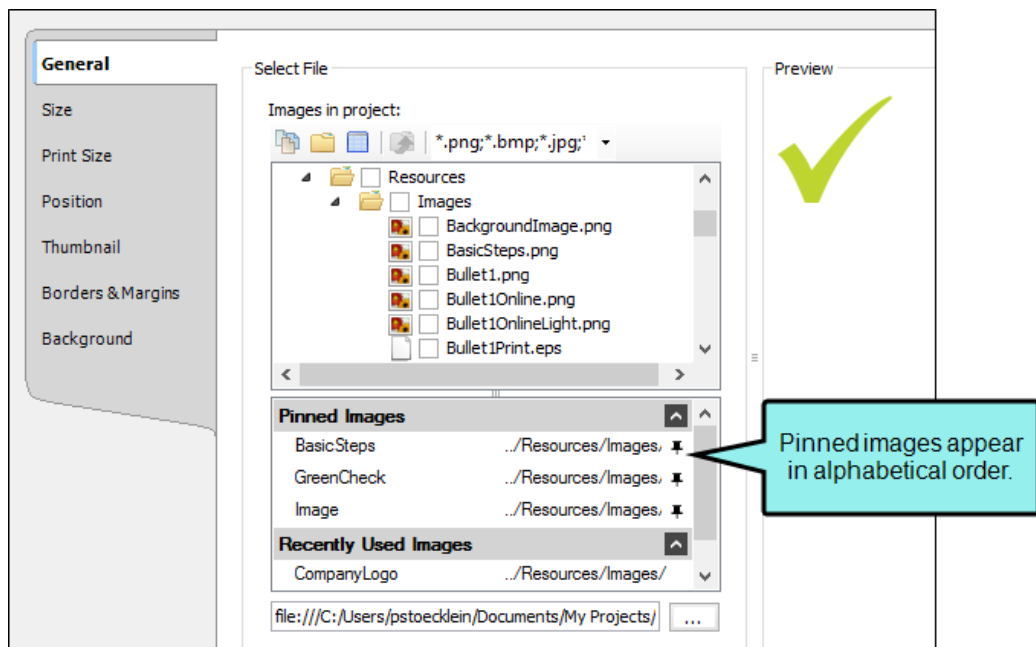 General
Size
Print Size
Position
Thumbnail
Borders & Margins
Background
Select File
Images in project:
*.png;*.bmp;*.jpg;*
Resources
Images
BackgroundImage.png
BasicSteps.png
Bullet1.png
Bullet1Online.png
Bullet1OnlineLight.png
Bullet1Print.eps
Pinned Images
BasicSteps ../Resources/Images/
GreenCheck ../Resources/Images/
Image ../Resources/Images/
Recently Used Images
CompanyLogo ../Resources/Images/
file:///C:/Users/pstoecklein/Documents/My Projects/
...
Preview
Pinned images appear
in alphabetical order.